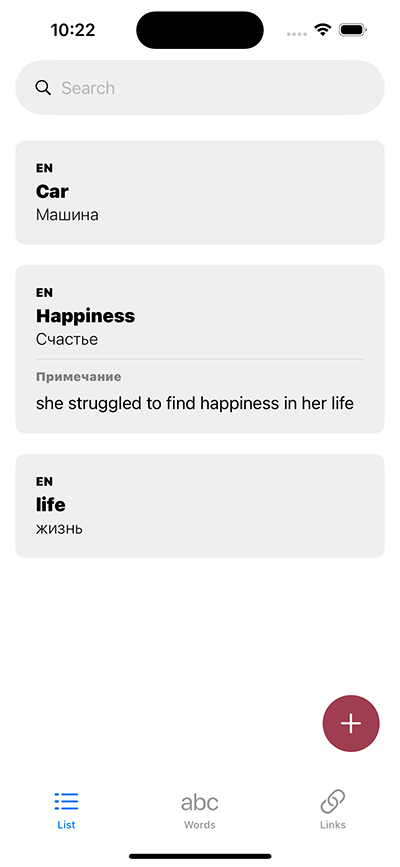 10:22
Search
EN
Car
Машина
EN
Happiness
Счастье
Примечание
she struggled to find happiness in her life
EN
life
жизнь
abc
List
Words
Links